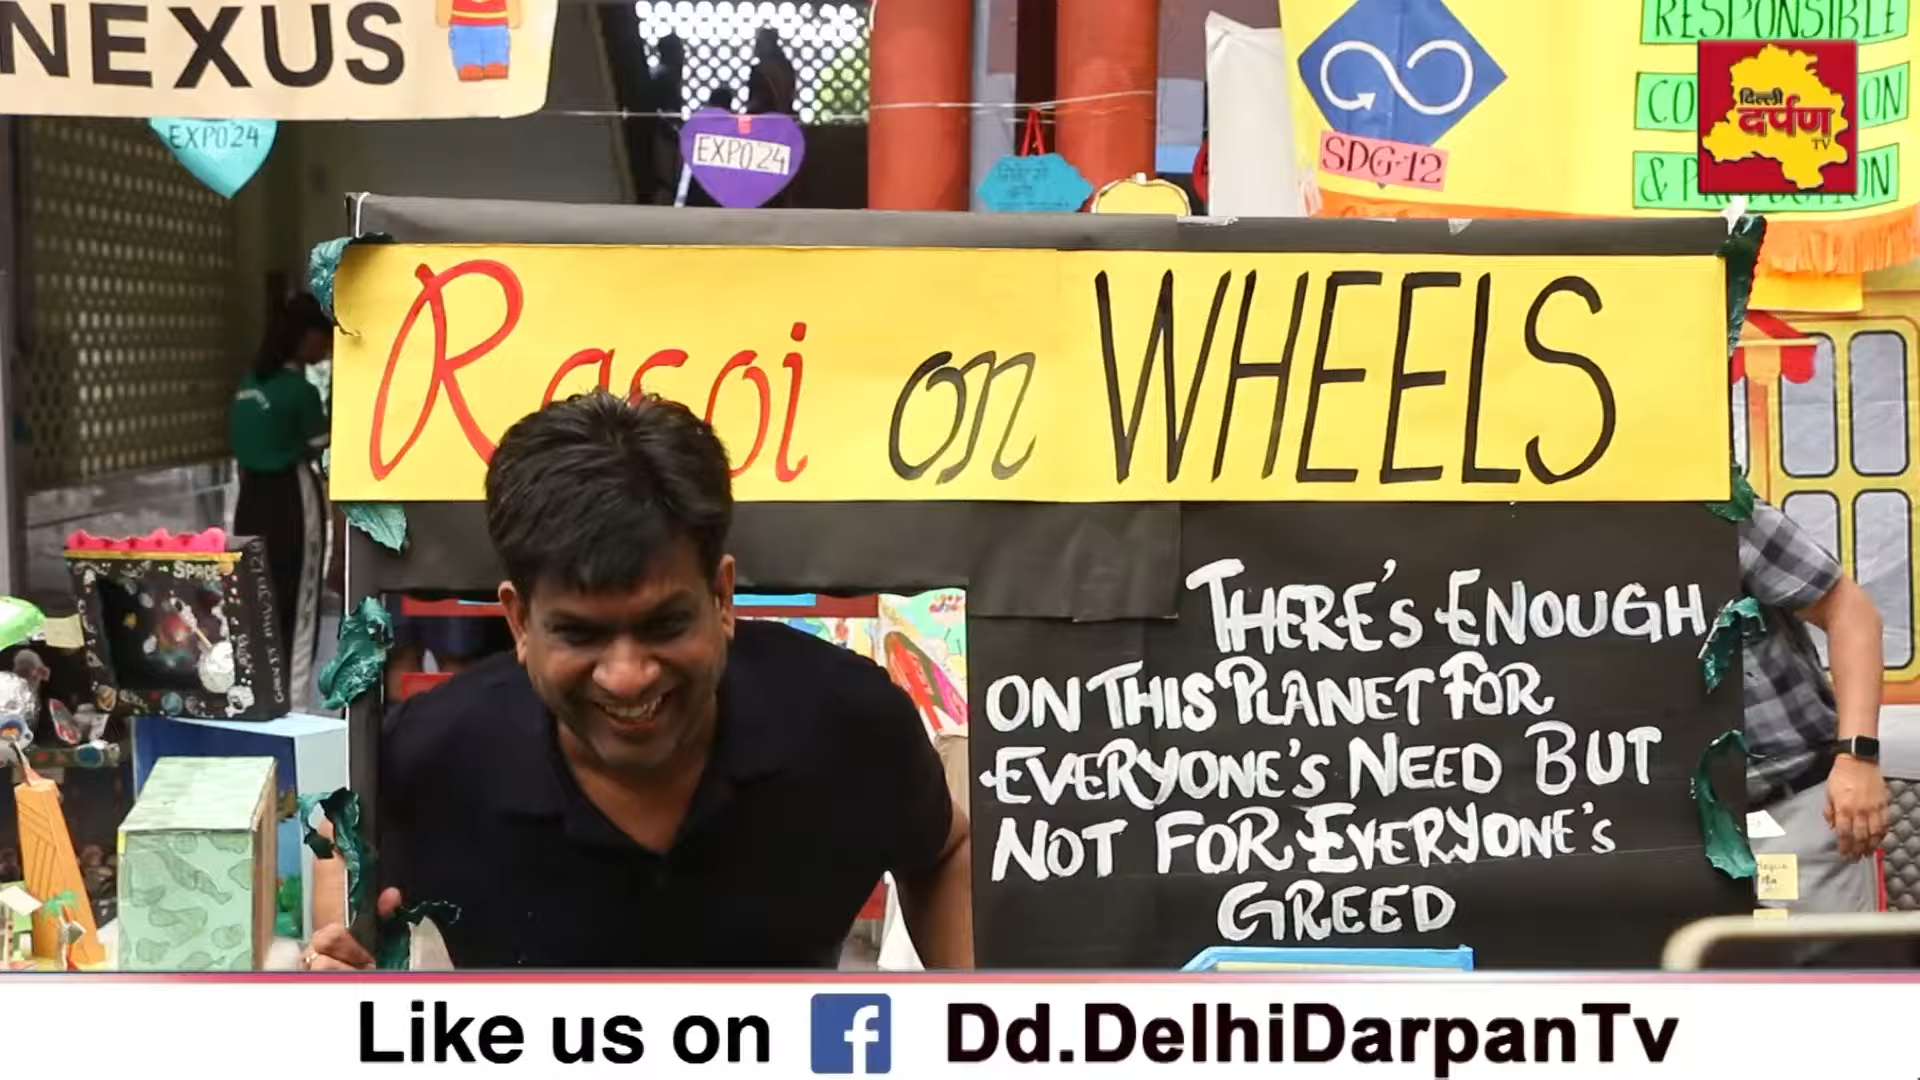 NEXUS
EXPO24
EXPO24
RESPONSIBLE
SDG-12
दिल्ली
दर्पण
TV
Rasoi on WHEELS
SPACE
THERE'S ENOUGH
ON THIS PLANET FOR
EVERYONE'S NEED BUT
NOT FOR EVERYONE'S
GREED
Like us on f Dd.DelhiDarpanTv